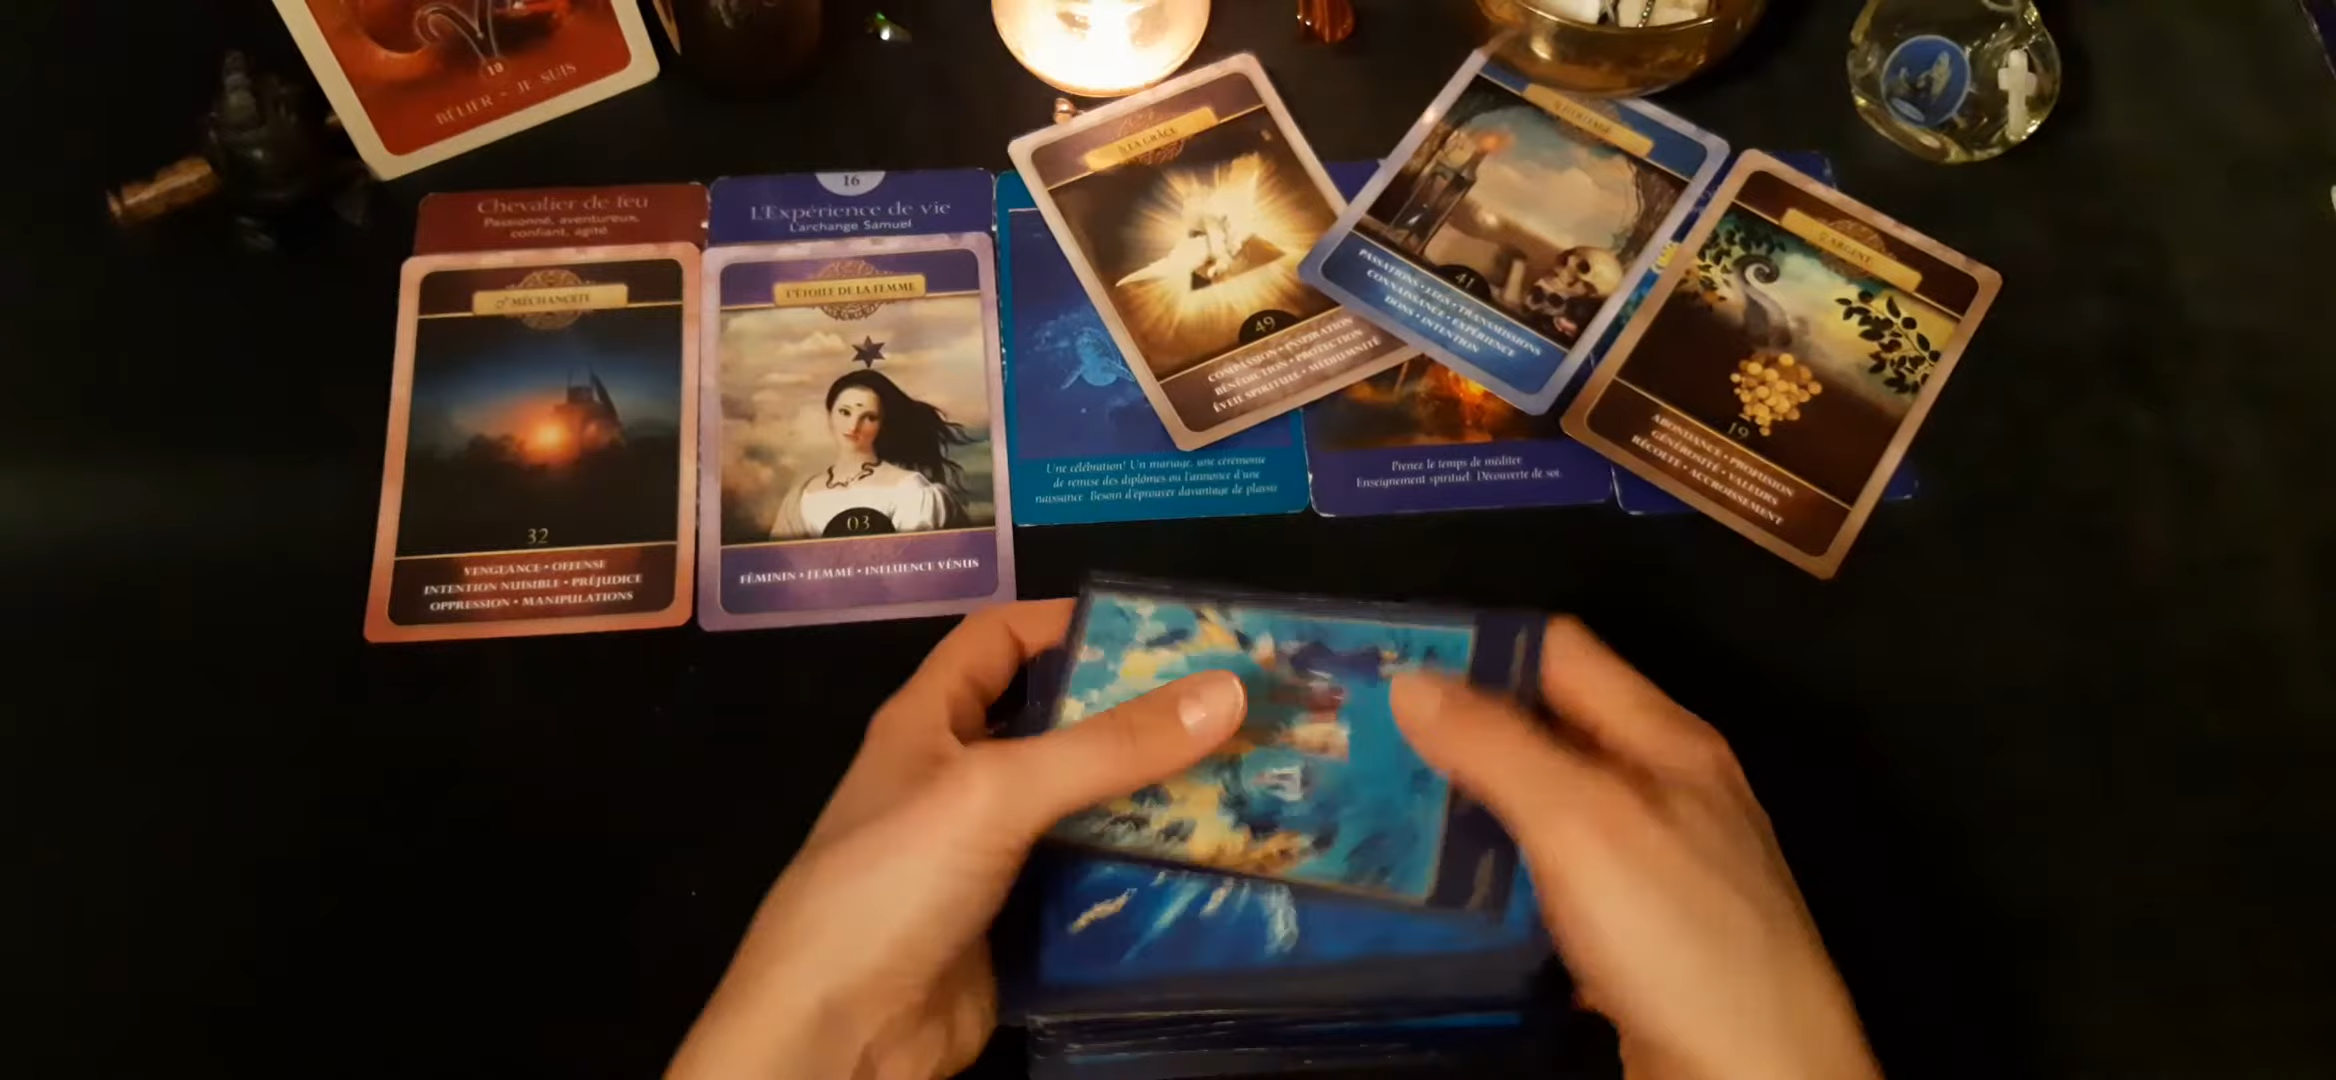 10
BÉLIER - JE SUIS
Chevalier de feu
Passionné, aventureux,
confiant, agité.
16
L'Expérience de vie
L'archange Samuel
♂ MÉCHANCETÉ
32
VENGEANCE • OFFENSE
INTENTION NUISIBLE • PRÉJUDICE
OPPRESSION • MANIPULATIONS
L'ÉTOILE DE LA FEMME
03
FÉMININ • FEMME • INFLUENCE VÉNUS
Une célébration! Un mariage, une cérémonie
de remise des diplômes ou l'annonce d'une
naissance. Besoin d'éprouver davantage de plaisir.
LA GRÂCE
49
COMPASSION • INSPIRATION
BÉNÉDICTION • PROTECTION
ÉVEIL SPIRITUEL • MÉDIUMNITÉ
Prenez le temps de méditer.
Enseignement spirituel. Découverte de soi.
41
PASSATIONS • LEGS • TRANSMISSIONS
CONNAISSANCE • EXPÉRIENCE
DONS • INTENTION
ARGENT
19
ABONDANCE • PROFUSION
GÉNÉROSITÉ • VALEURS
RÉCOLTE • ACCROISSEMENT